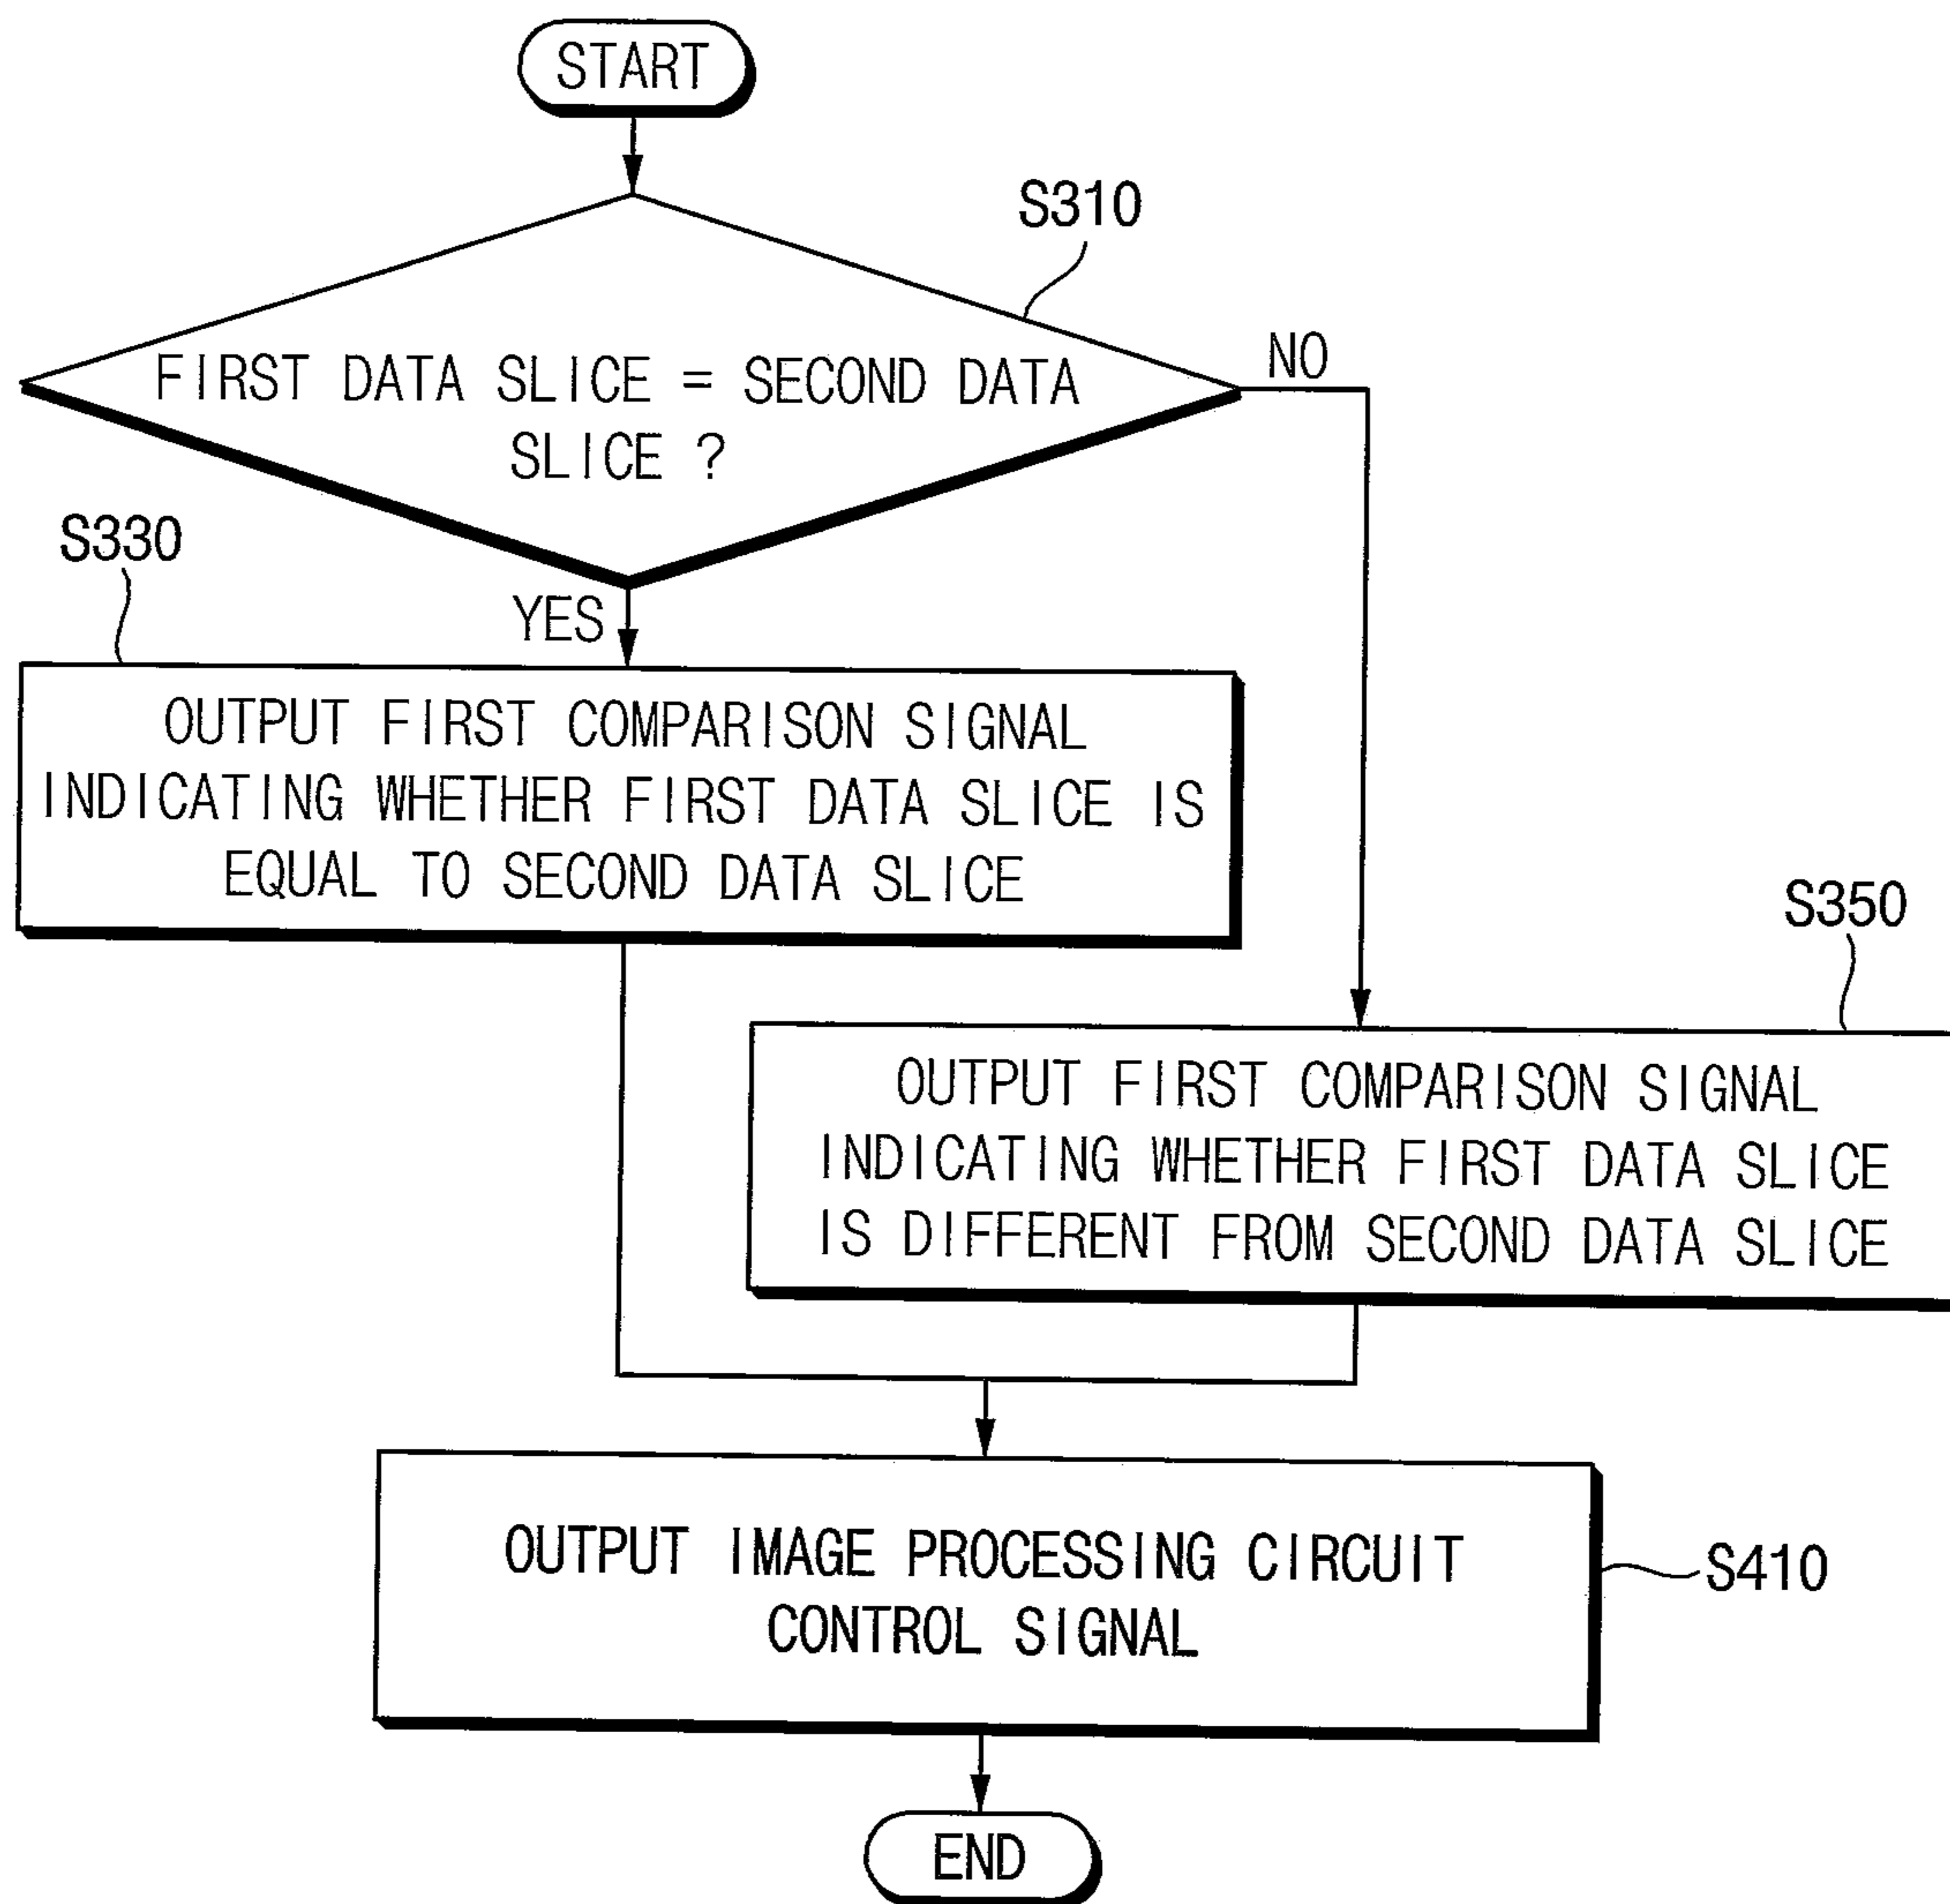 START
S310
FIRST DATA SLICE = SECOND DATA
SLICE ?
NO
S330
YES
OUTPUT FIRST COMPARISON SIGNAL
INDICATING WHETHER FIRST DATA SLICE IS
EQUAL TO SECOND DATA SLICE
S350
OUTPUT FIRST COMPARISON SIGNAL
INDICATING WHETHER FIRST DATA SLICE
IS DIFFERENT FROM SECOND DATA SLICE
OUTPUT IMAGE PROCESSING CIRCUIT
CONTROL SIGNAL
S410
END